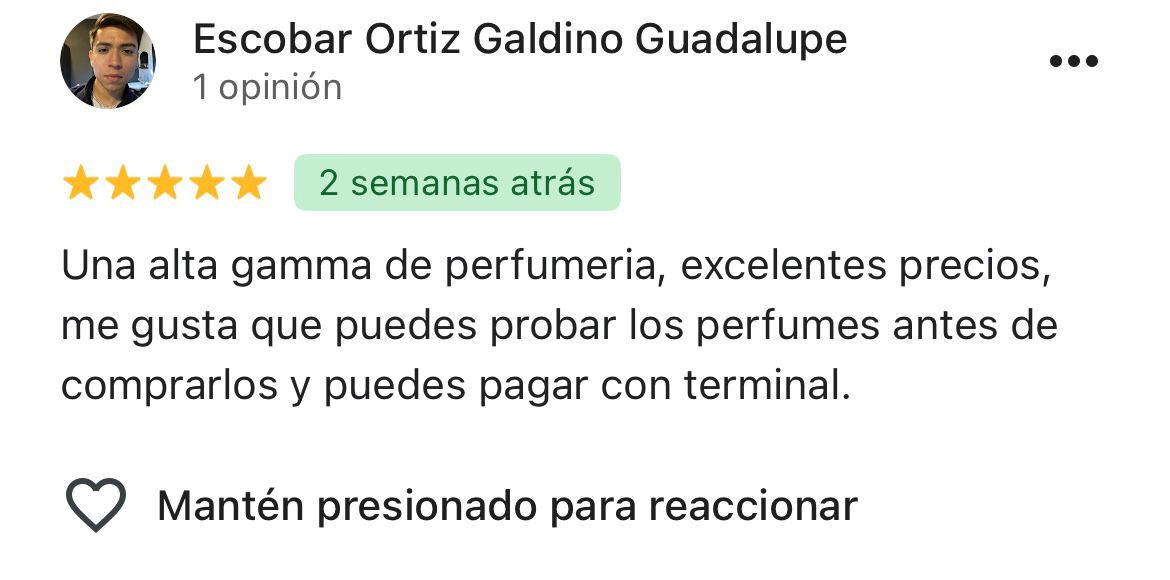 Escobar Ortiz Galdino Guadalupe
1 opinión
2 semanas atrás
Una alta gamma de perfumeria, excelentes precios,
me gusta que puedes probar los perfumes antes de
comprarlos y puedes pagar con terminal.
Mantén presionado para reaccionar